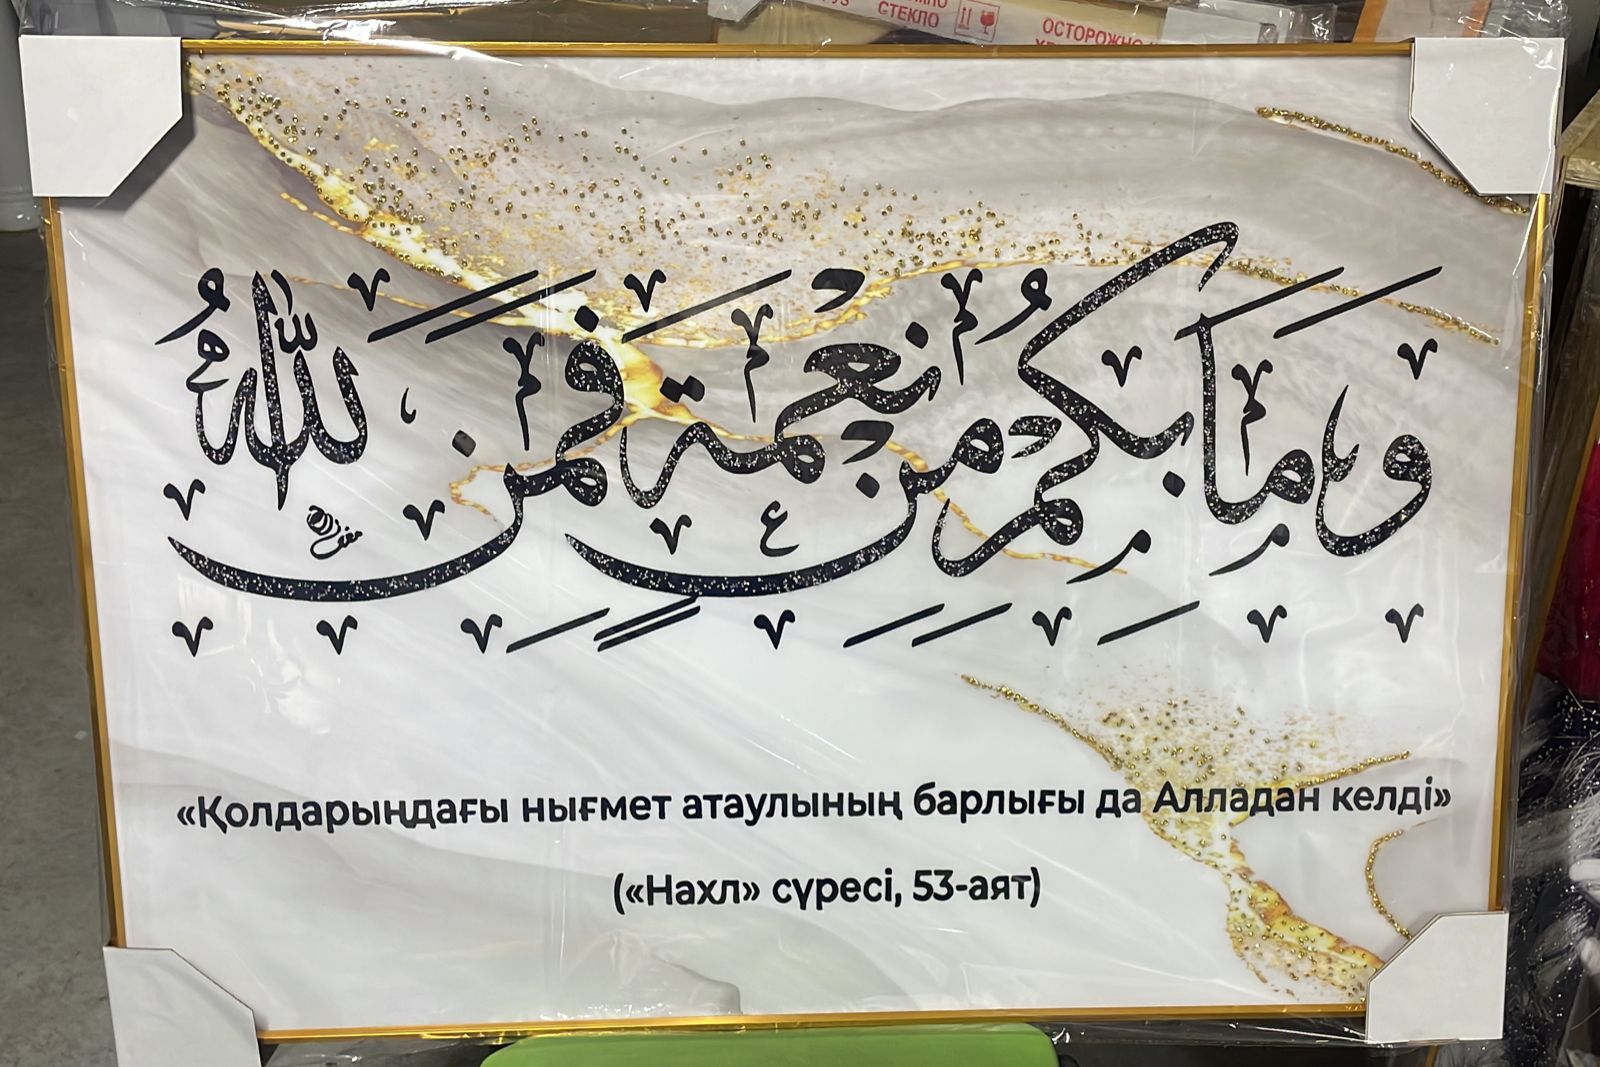 СТЕКЛО
ОСТОРОЖНО
وَمَا بِكُمْ مِنْ نِعْمَةٍ فَمِنَ اللّٰهِ
«Қолдарыңдағы нығмет атаулының барлығы да Алладан келді»
(«Нахл» сүресі, 53-аят)